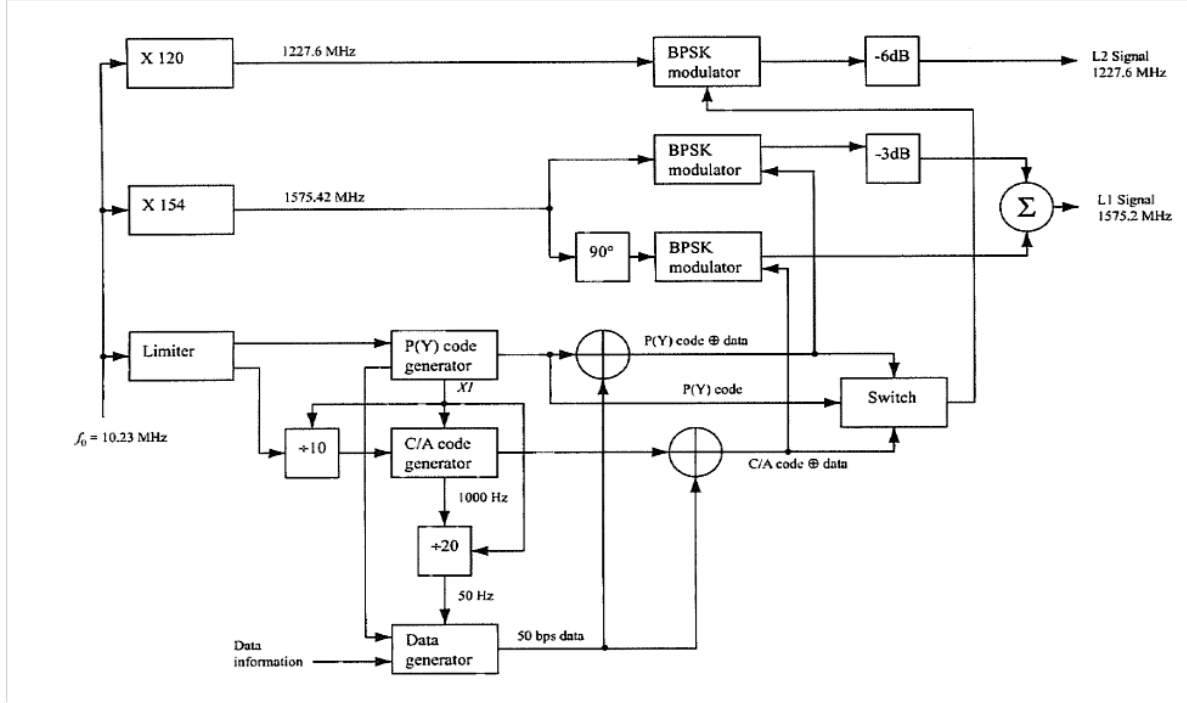 X 120
1227.6 MHz
BPSK
modulator
-6dB
L2 Signal
1227.6 MHz
BPSK
modulator
-3dB
X 154
1575.42 MHz
Σ
L1 Signal
1575.2 MHz
90°
BPSK
modulator
Limiter
P(Y) code
generator
P(Y) code ⊕ data
X1
P(Y) code
Switch
f₀ = 10.23 MHz
÷10
C/A code
generator
C/A code ⊕ data
1000 Hz
÷20
50 Hz
Data
information
Data
generator
50 bps data